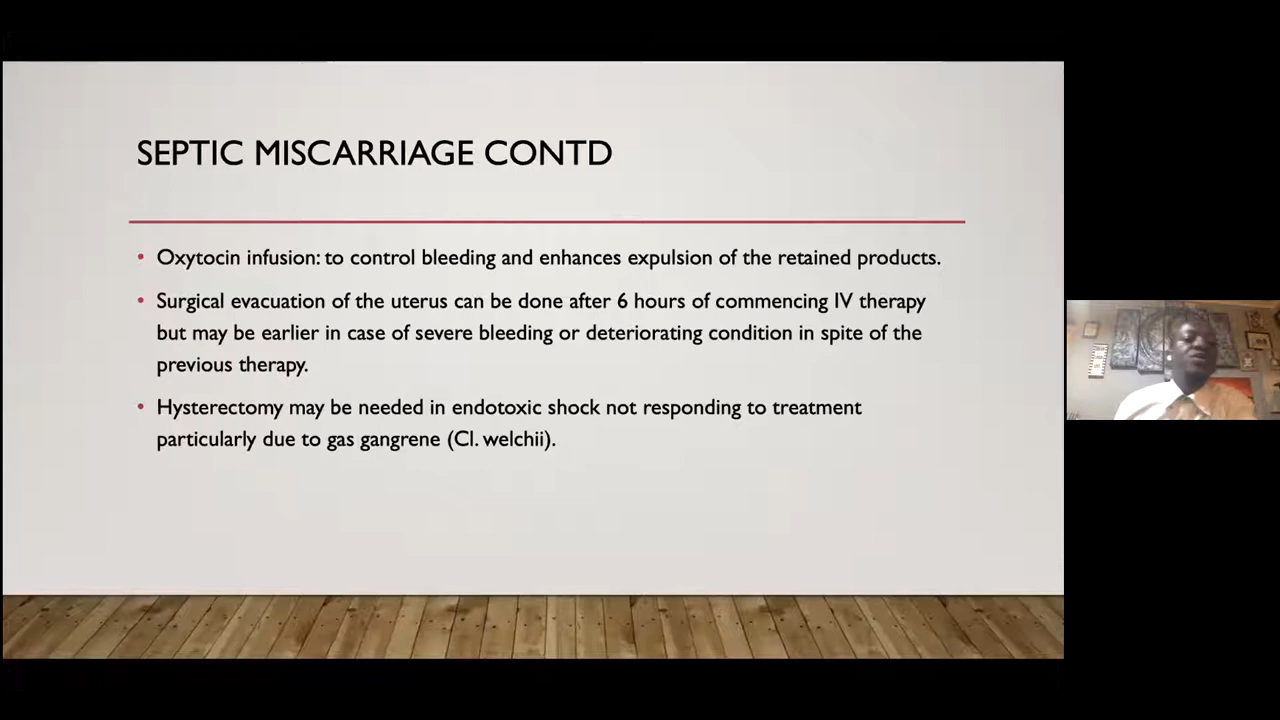 SEPTIC MISCARRIAGE CONTD
• Oxytocin infusion: to control bleeding and enhances expulsion of the retained products.
• Surgical evacuation of the uterus can be done after 6 hours of commencing IV therapy
but may be earlier in case of severe bleeding or deteriorating condition in spite of the
previous therapy.
• Hysterectomy may be needed in endotoxic shock not responding to treatment
particularly due to gas gangrene (Cl. welchii).